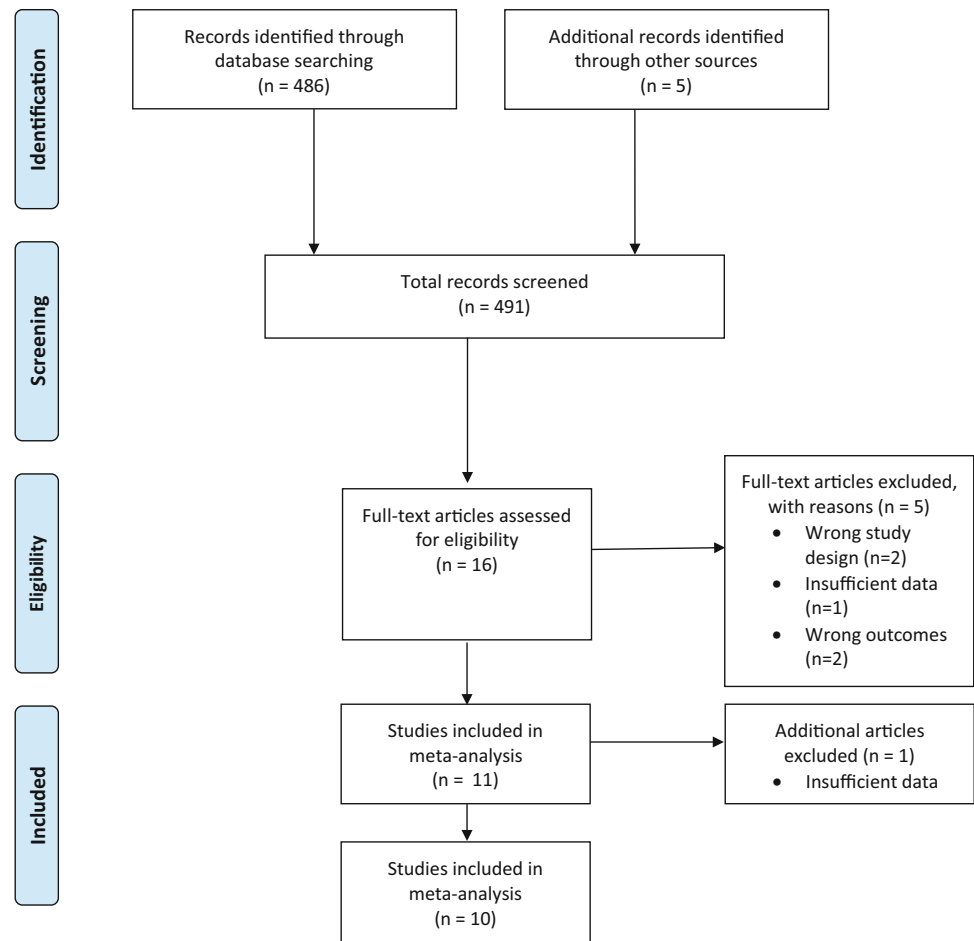 Identification
Records identified through
database searching
(n = 486)
Additional records identified
through other sources
(n = 5)
Screening
Total records screened
(n = 491)
Eligibility
Full-text articles assessed
for eligibility
(n = 16)
Full-text articles excluded,
with reasons (n = 5)
• Wrong study
design (n=2)
• Insufficient data
(n=1)
• Wrong outcomes
(n=2)
Included
Studies included in
meta-analysis
(n = 11)
Additional articles
excluded (n = 1)
• Insufficient data
Studies included in
meta-analysis
(n = 10)